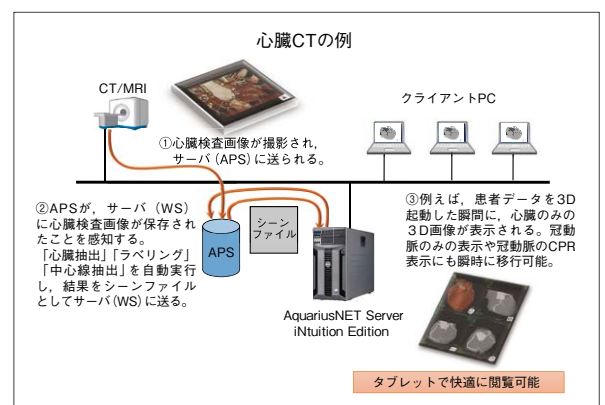 心臓CTの例
CT/MRI
①心臓検査画像が撮影され，
サーバ（APS）に送られる。
クライアントPC
②APSが，サーバ（WS）
に心臓検査画像が保存され
たことを感知する。
「心臓抽出」「ラベリング」
「中心線抽出」を自動実行
し，結果をシーンファイル
としてサーバ（WS）に送る。
APS
シーン
ファイル
AquariusNET Server
iNtuition Edition
③例えば，患者データを3D
起動した瞬間に，心臓のみの
３D画像が表示される。冠動
脈のみの表示や冠動脈のCPR
表示にも瞬時に移行可能。
タブレットで快適に閲覧可能